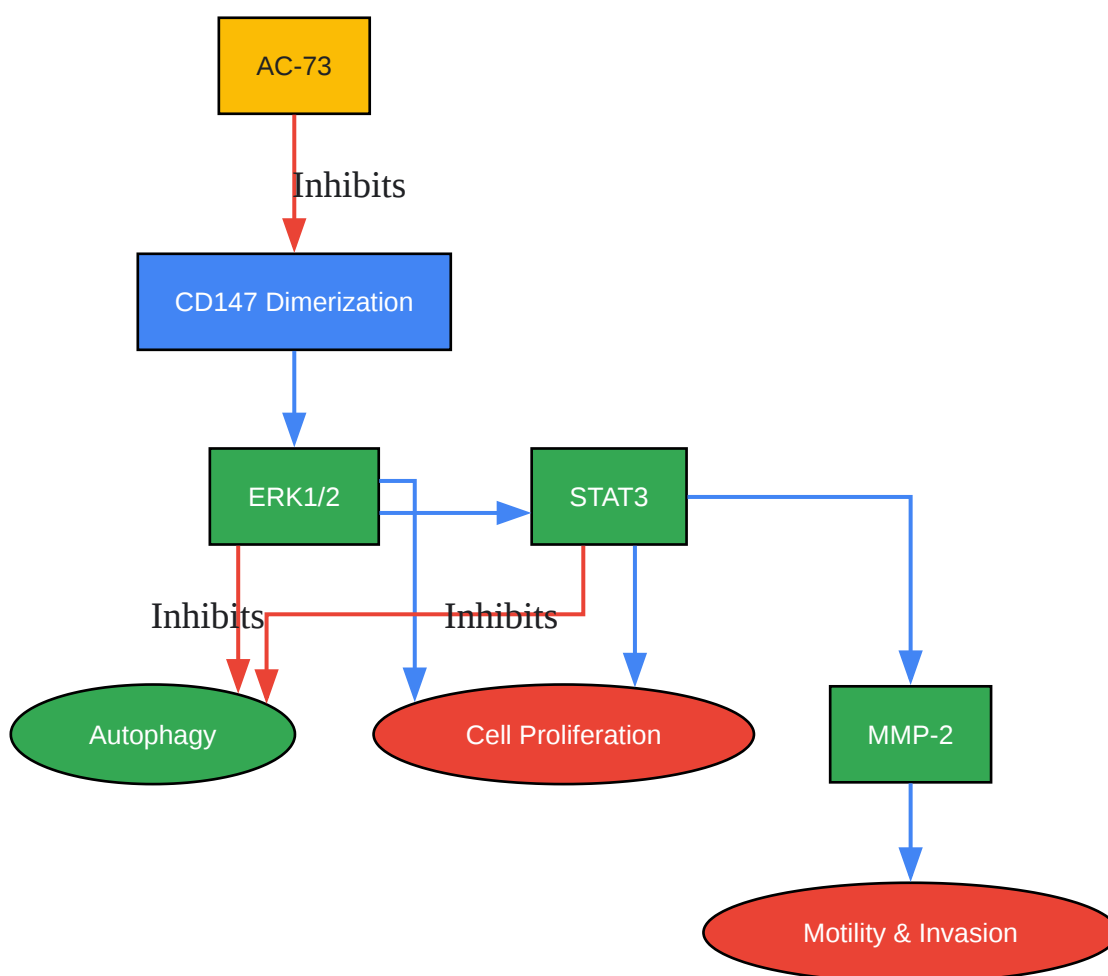 AC-73
Inhibits
CD147 Dimerization
ERK1/2
STAT3
Inhibits
Inhibits
Autophagy
Cell Proliferation
MMP-2
Motility & Invasion